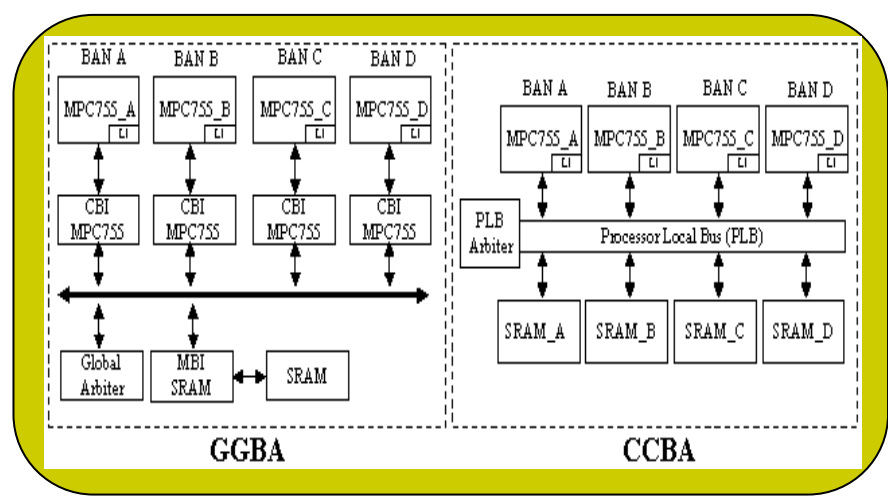 BAN A BAN B BAN C BAN D
MPC755_A MPC755_B MPC755_C MPC755_D
L1 L1 L1 L1
CBI CBI CBI CBI
MPC755 MPC755 MPC755 MPC755
Global
Arbiter
MBI
SRAM
SRAM
GGBA
BAN A BAN B BAN C BAN D
MPC755_A MPC755_B MPC755_C MPC755_D
L1 L1 L1 L1
PLB
Arbiter
Processor Local Bus (PLB)
SRAM_A SRAM_B SRAM_C SRAM_D
CCBA